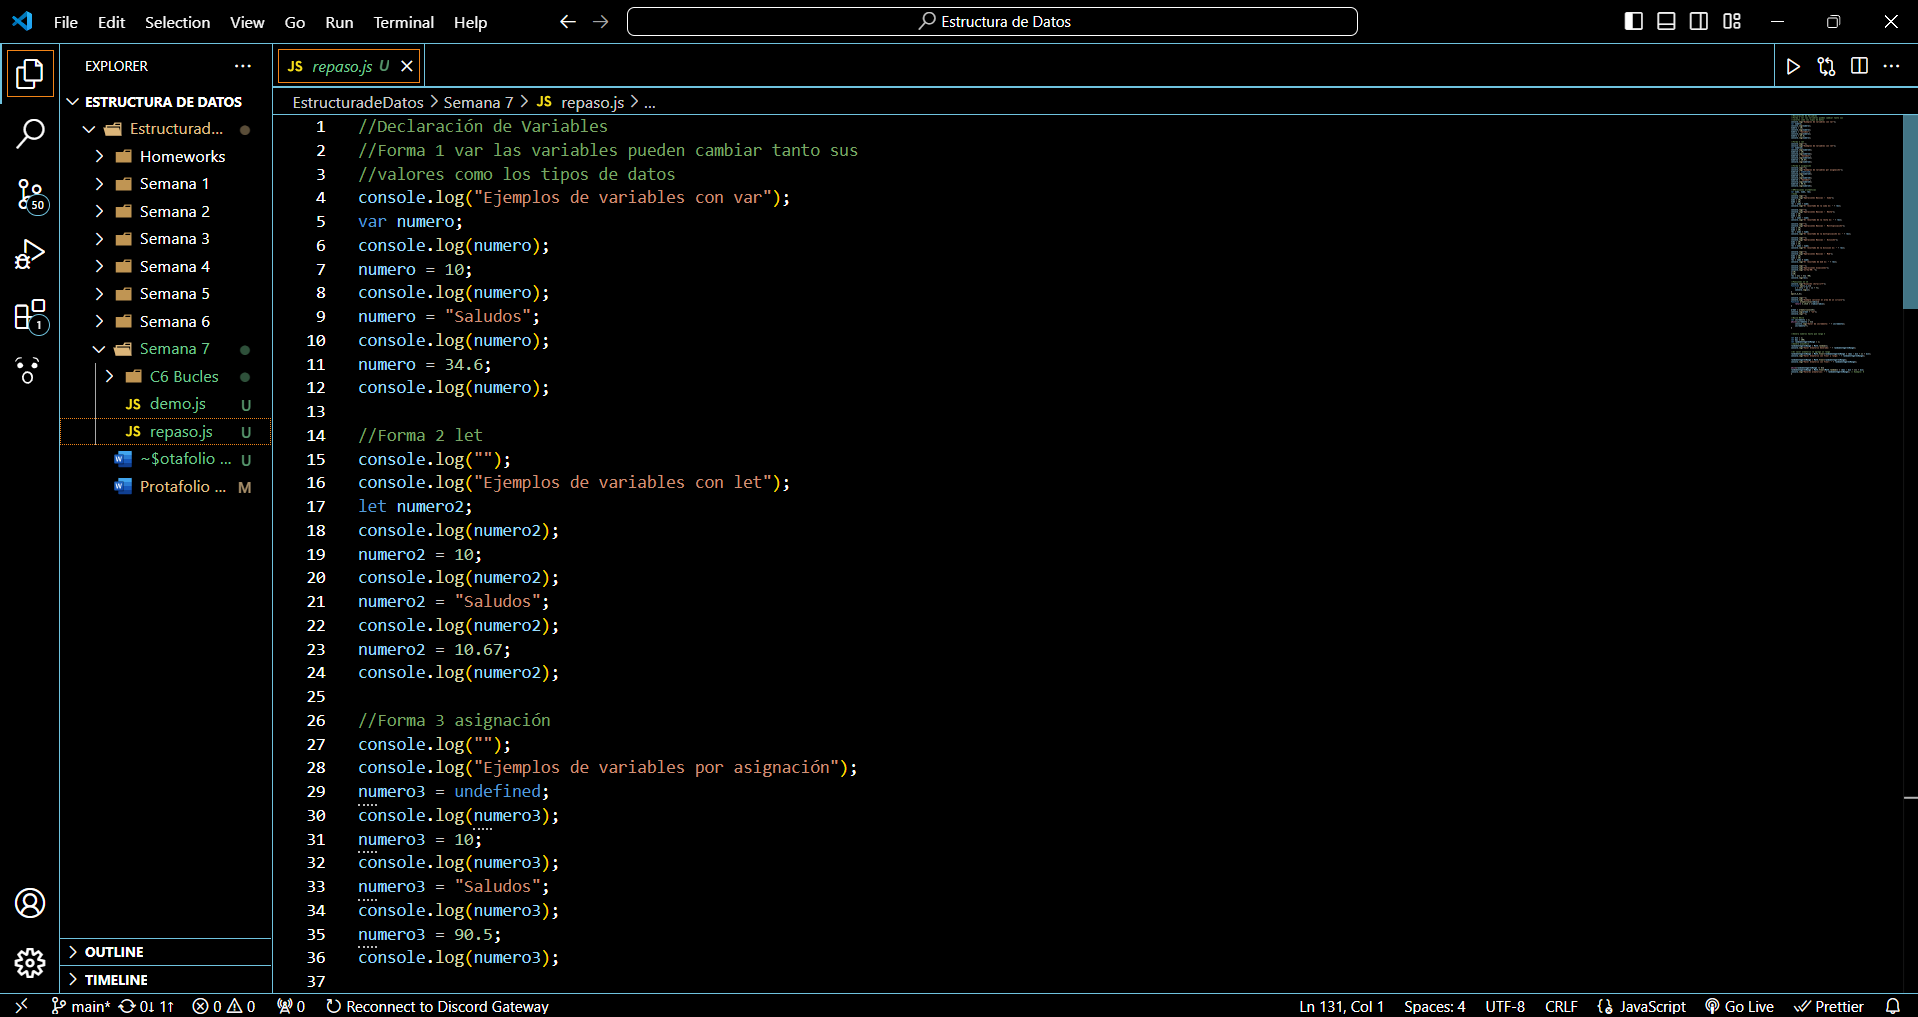 File Edit Selection View Go Run Terminal Help
Estructura de Datos
EXPLORER
ESTRUCTURA DE DATOS
Estructurad...
Homeworks
Semana 1
Semana 2
Semana 3
Semana 4
Semana 5
Semana 6
Semana 7
C6 Bucles
JS demo.js U
JS repaso.js U
~$otafolio ... U
Protafolio ... M
OUTLINE
TIMELINE
50
1
JS repaso.js U
EstructuradeDatos > Semana 7 > JS repaso.js > ...
1 //Declaración de Variables
2 //Forma 1 var las variables pueden cambiar tanto sus
3 //valores como los tipos de datos
4 console.log("Ejemplos de variables con var");
5 var numero;
6 console.log(numero);
7 numero = 10;
8 console.log(numero);
9 numero = "Saludos";
10 console.log(numero);
11 numero = 34.6;
12 console.log(numero);
13
14 //Forma 2 let
15 console.log("");
16 console.log("Ejemplos de variables con let");
17 let numero2;
18 console.log(numero2);
19 numero2 = 10;
20 console.log(numero2);
21 numero2 = "Saludos";
22 console.log(numero2);
23 numero2 = 10.67;
24 console.log(numero2);
25
26 //Forma 3 asignación
27 console.log("");
28 console.log("Ejemplos de variables por asignación");
29 numero3 = undefined;
30 console.log(numero3);
31 numero3 = 10;
32 console.log(numero3);
33 numero3 = "Saludos";
34 console.log(numero3);
35 numero3 = 90.5;
36 console.log(numero3);
37
main* 0↓ 1↑ 0 0 0 Reconnect to Discord Gateway Ln 131, Col 1 Spaces: 4 UTF-8 CRLF {} JavaScript Go Live Prettier